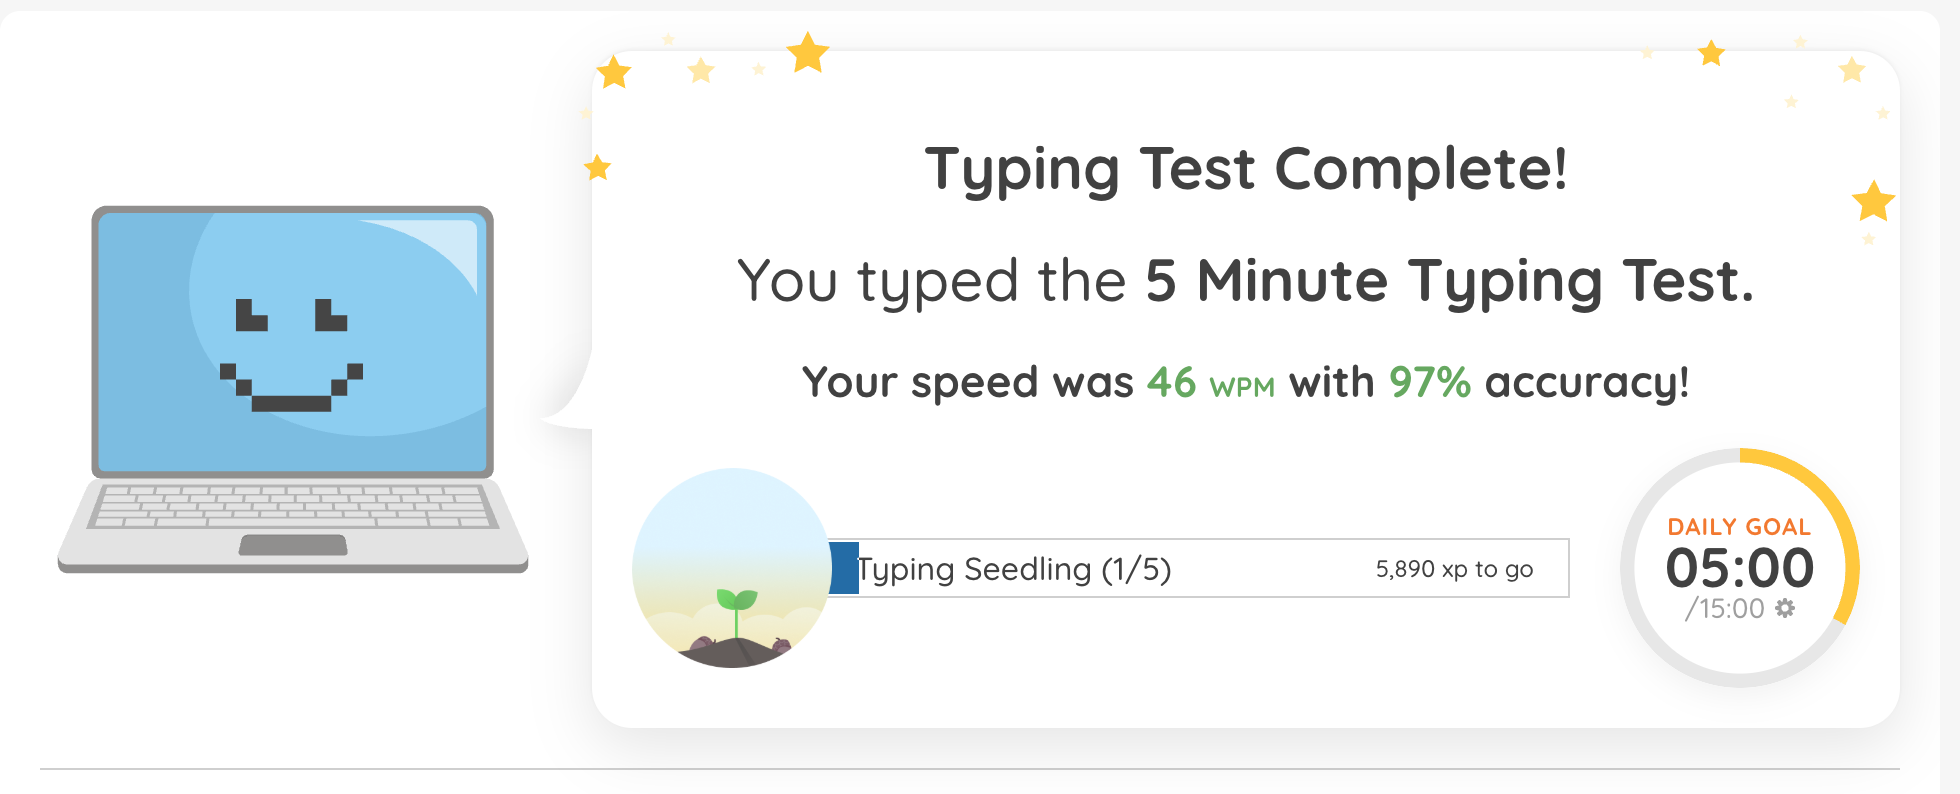 Typing Test Complete!
You typed the 5 Minute Typing Test.
Your speed was 46 WPM with 97% accuracy!
Typing Seedling (1/5)
5,890 xp to go
DAILY GOAL
05:00
/15:00